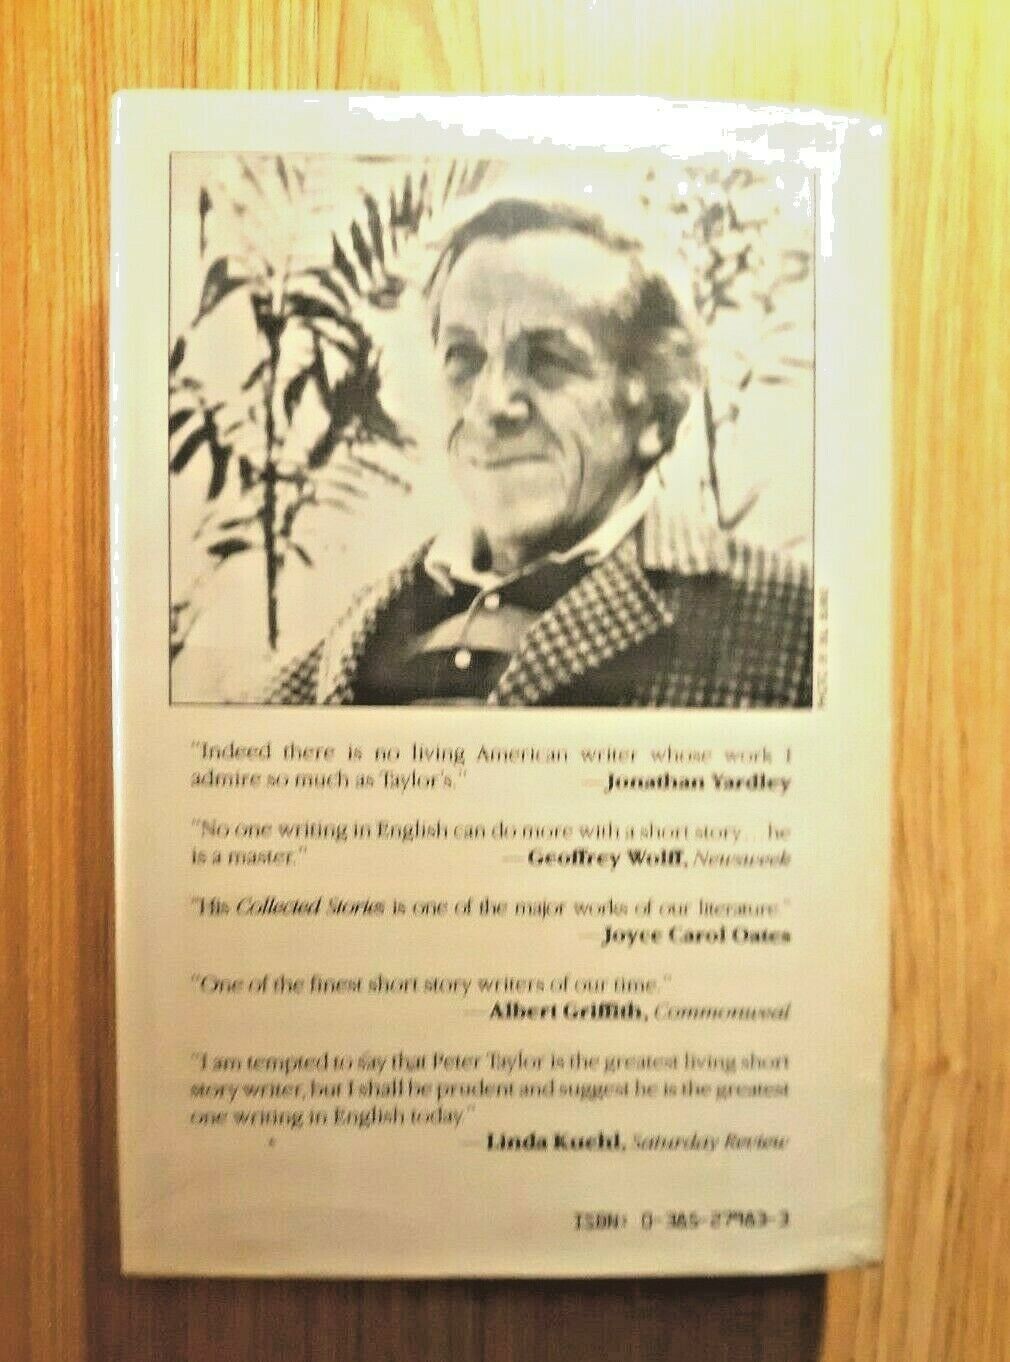 "Indeed there is no living American writer whose work I
admire so much as Taylor's." —Jonathan Yardley
"No one writing in English can do more with a short story...he
is a master." —Geoffrey Wolff, Newsweek
"His Collected Stories is one of the major works of our literature."
—Joyce Carol Oates
"One of the finest short story writers of our time."
—Albert Griffith, Commonweal
"I am tempted to say that Peter Taylor is the greatest living short
story writer, but I shall be prudent and suggest he is the greatest
one writing in English today."
—Linda Kuehl, Saturday Review
ISBN: 0-385-27983-3